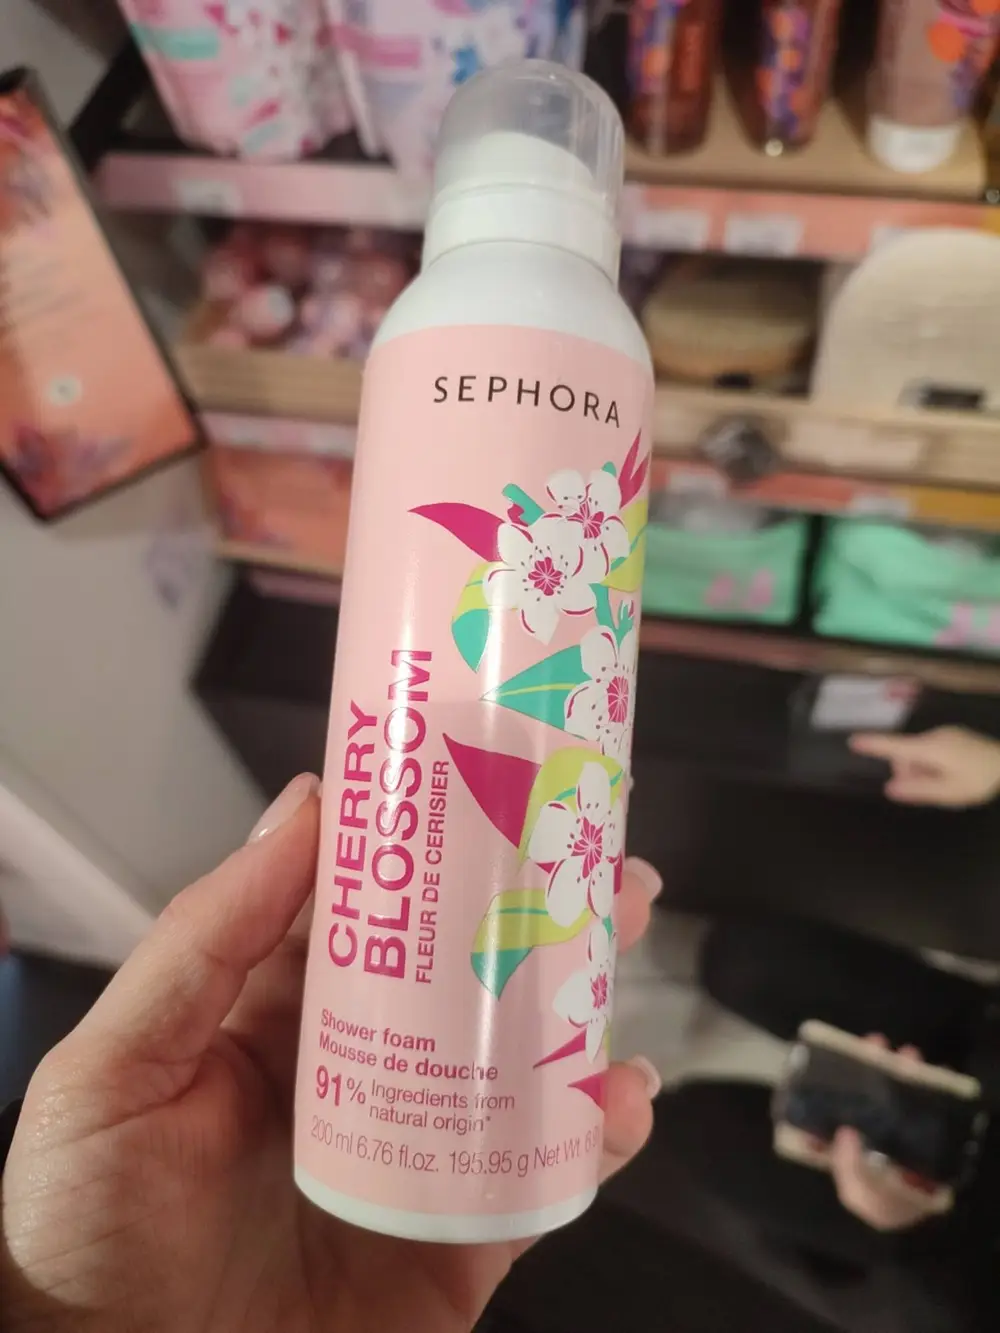 SEPHORA
CHERRY
BLOSSOM
FLEUR DE CERISIER
Shower foam
Mousse de douche
91% Ingredients from
natural origin*
200 ml 6.76 fl.oz. 195.95 g Net Wt.